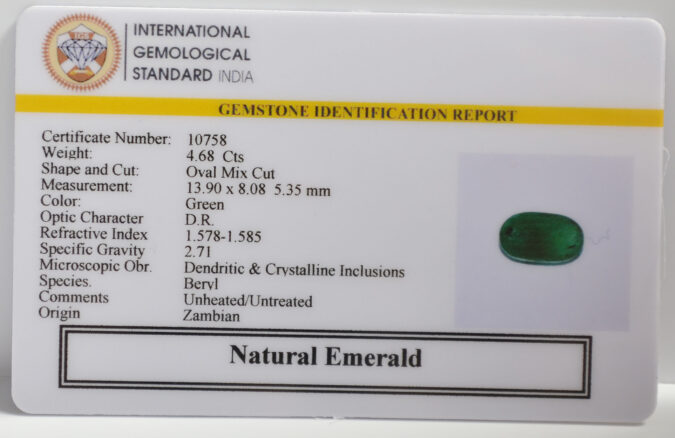 IGS
INTERNATIONAL
GEMOLOGICAL
STANDARD INDIA
GEMSTONE IDENTIFICATION REPORT
Certificate Number: 10758
Weight: 4.68 Cts
Shape and Cut: Oval Mix Cut
Measurement: 13.90 x 8.08 5.35 mm
Color: Green
Optic Character D.R.
Refractive Index 1.578-1.585
Specific Gravity 2.71
Microscopic Obr. Dendritic & Crystalline Inclusions
Species. Beryl
Comments Unheated/Untreated
Origin Zambian
Natural Emerald